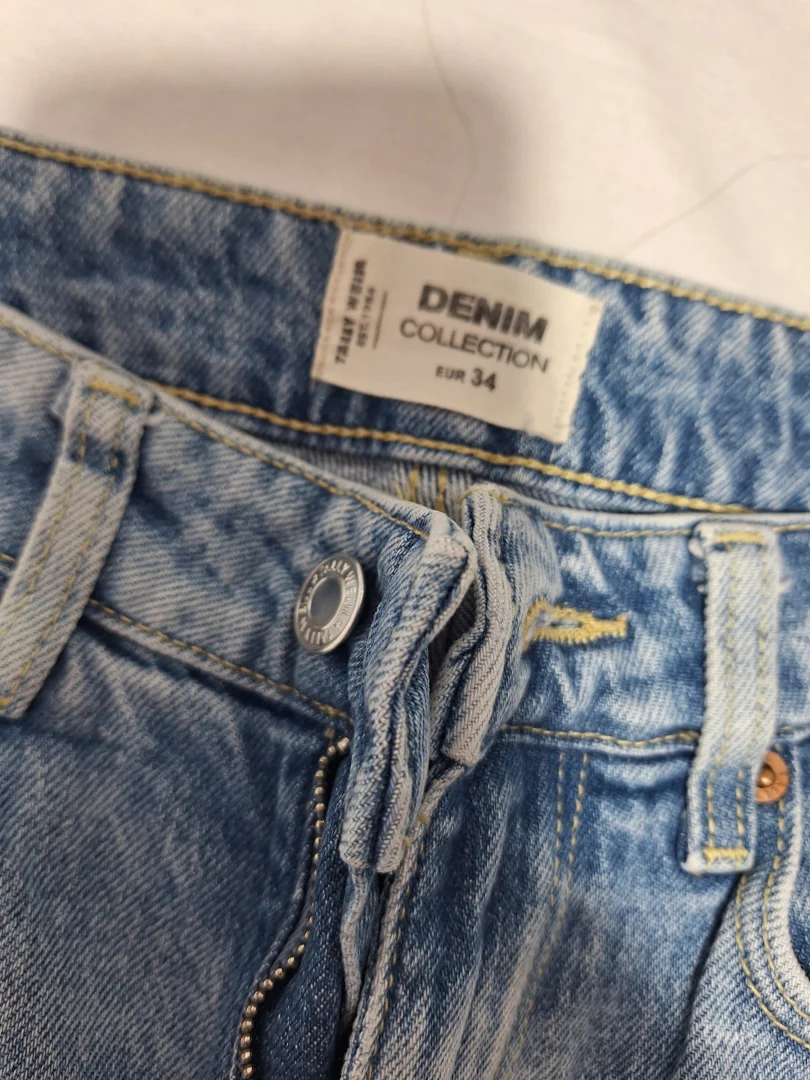 DENIM
COLLECTION
EUR 34
TALLY WEIJL